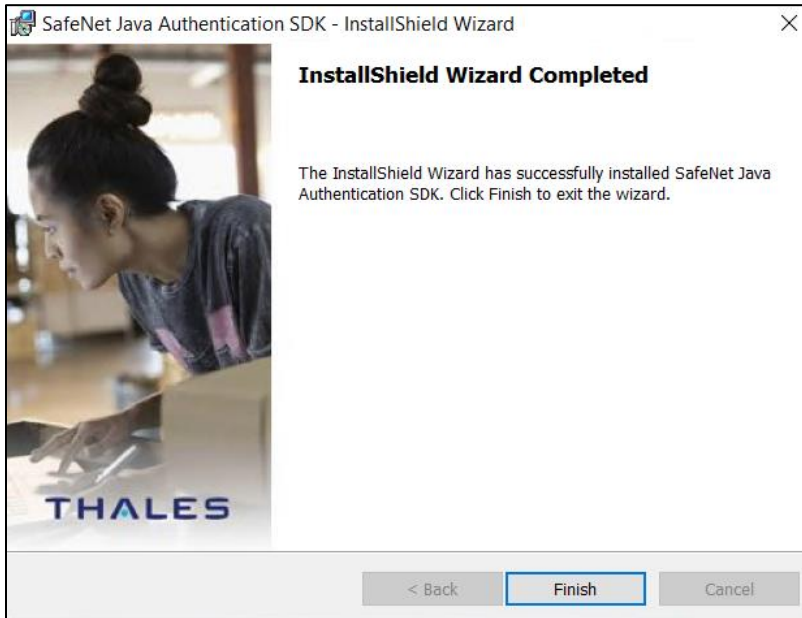 SafeNet Java Authentication SDK - InstallShield Wizard
InstallShield Wizard Completed
The InstallShield Wizard has successfully installed SafeNet Java
Authentication SDK. Click Finish to exit the wizard.
THALES
< Back
Finish
Cancel